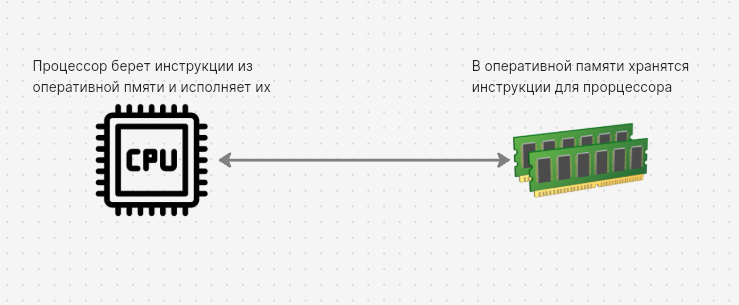 Процессор берет инструкции из
оперативной пмяти и исполняет их
CPU
В оперативной памяти хранятся
инструкции для прорцессора